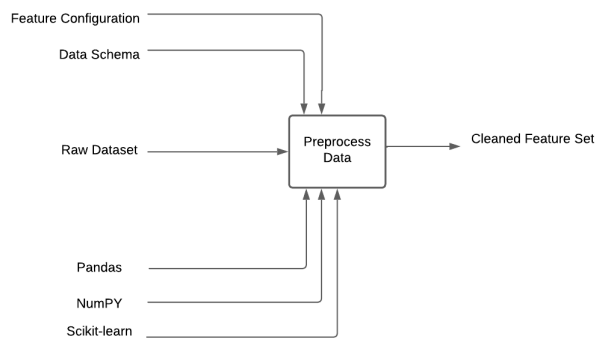 Feature Configuration
Data Schema
Raw Dataset
Preprocess
Data
Cleaned Feature Set
Pandas
NumPY
Scikit-learn